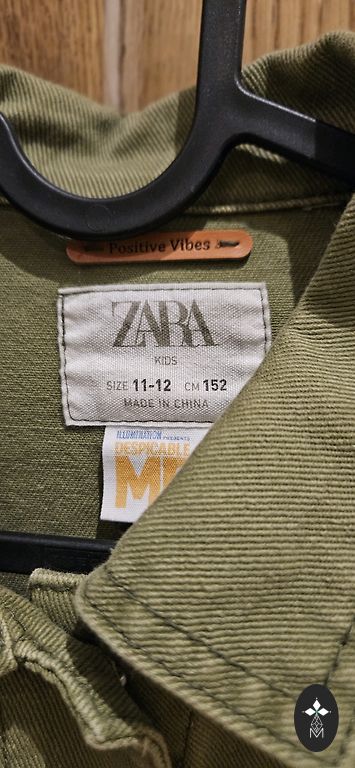 Positive Vibes
ZARA
KIDS
SIZE 11-12 CM 152
MADE IN CHINA
ILLUMINATION PRESENTS
DESPICABLE
ME
M